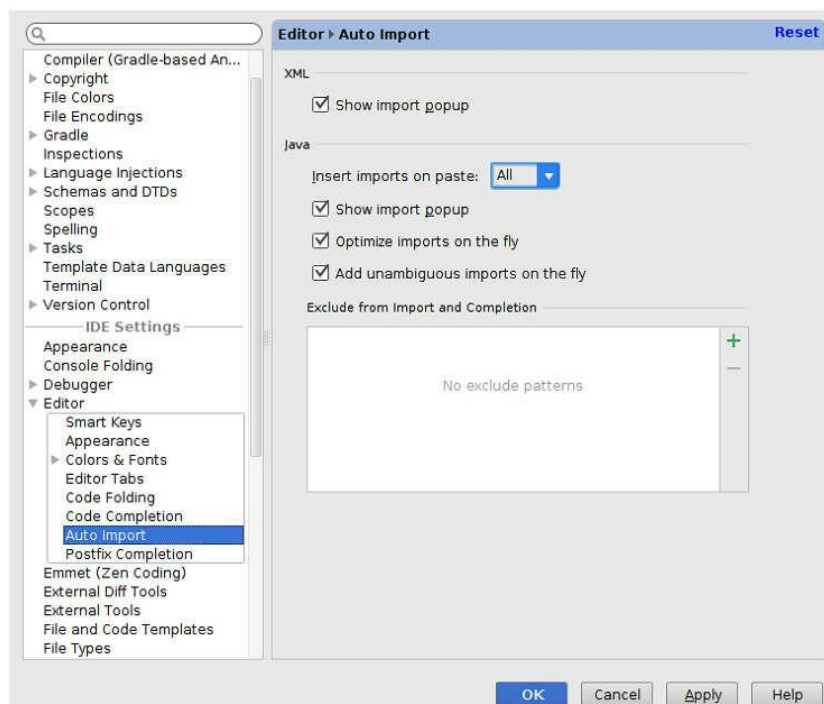 Compiler (Gradle-based An...
Copyright
File Colors
File Encodings
Gradle
Inspections
Language Injections
Schemas and DTDs
Scopes
Spelling
Tasks
Template Data Languages
Terminal
Version Control
IDE Settings
Appearance
Console Folding
Debugger
Editor
Smart Keys
Appearance
Colors & Fonts
Editor Tabs
Code Folding
Code Completion
Auto Import
Postfix Completion
Emmet (Zen Coding)
External Diff Tools
External Tools
File and Code Templates
File Types
Editor Auto Import Reset
XML
Show import popup
Java
Insert imports on paste: All
Show import popup
Optimize imports on the fly
Add unambiguous imports on the fly
Exclude from Import and Completion
No exclude patterns
OK Cancel Apply Help